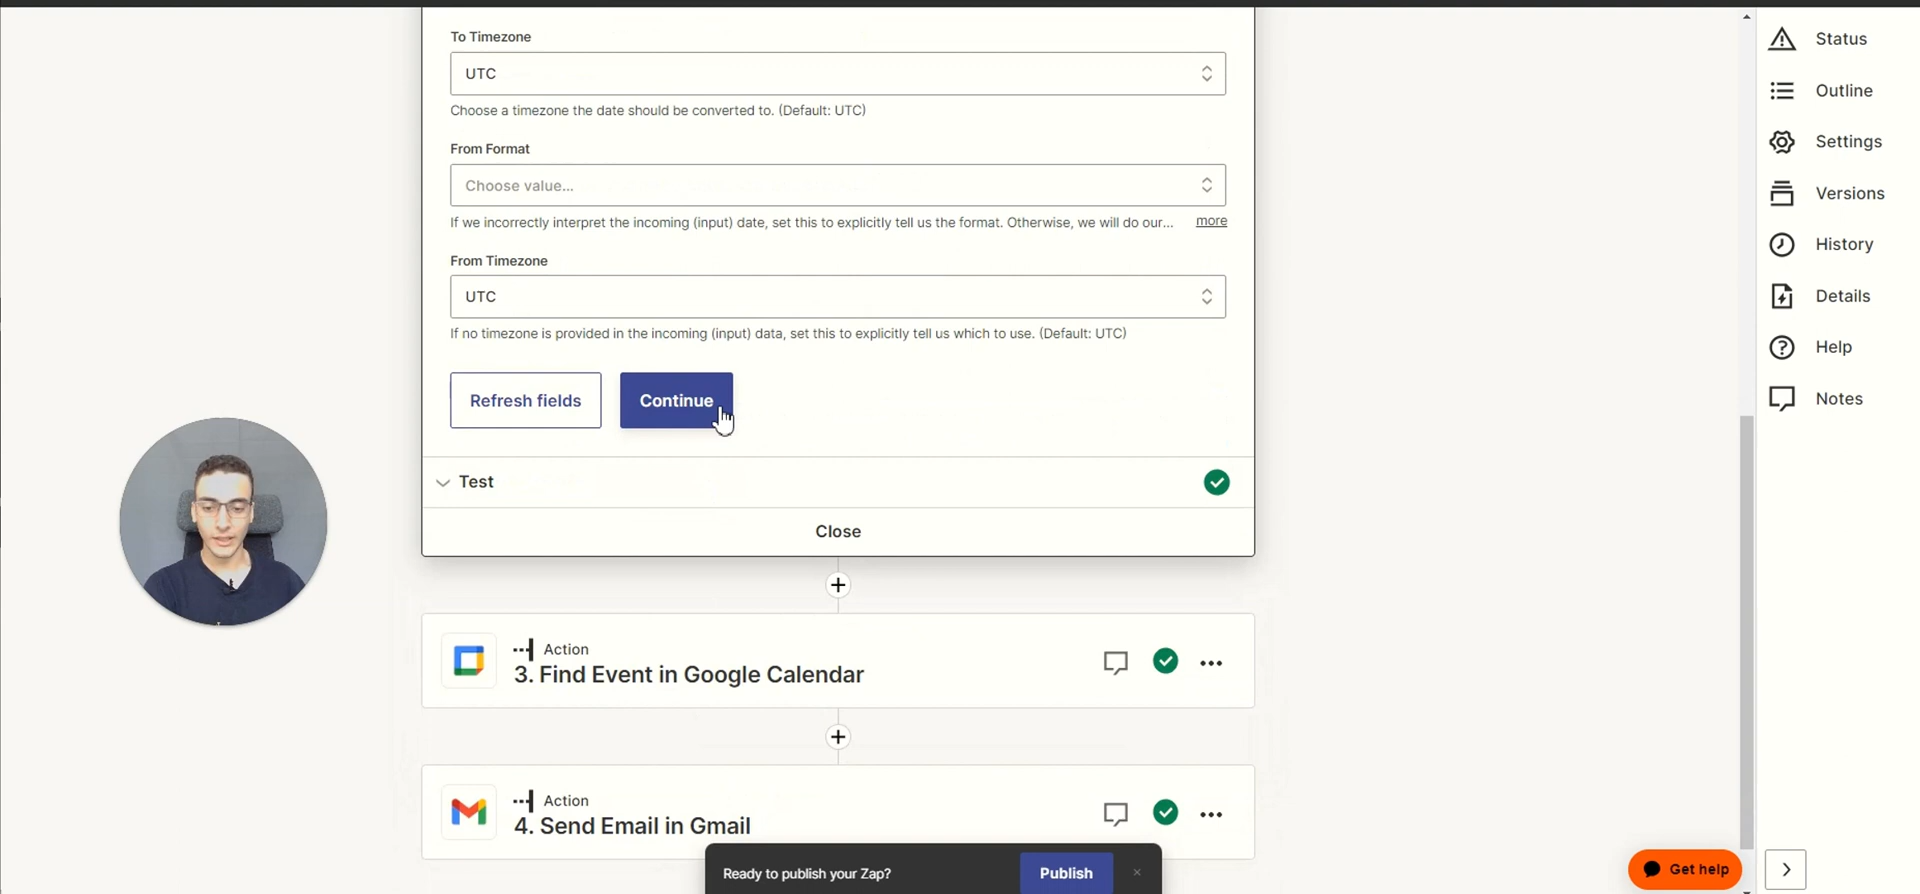 To Timezone
UTC
Choose a timezone the date should be converted to. (Default: UTC)
From Format
Choose value...
If we incorrectly interpret the incoming (input) date, set this to explicitly tell us the format. Otherwise, we will do our... more
From Timezone
UTC
If no timezone is provided in the incoming (input) data, set this to explicitly tell us which to use. (Default: UTC)
Refresh fields
Continue
Test
Close
Action
3. Find Event in Google Calendar
Action
4. Send Email in Gmail
Ready to publish your Zap?
Publish
Status
Outline
Settings
Versions
History
Details
Help
Notes
Get help